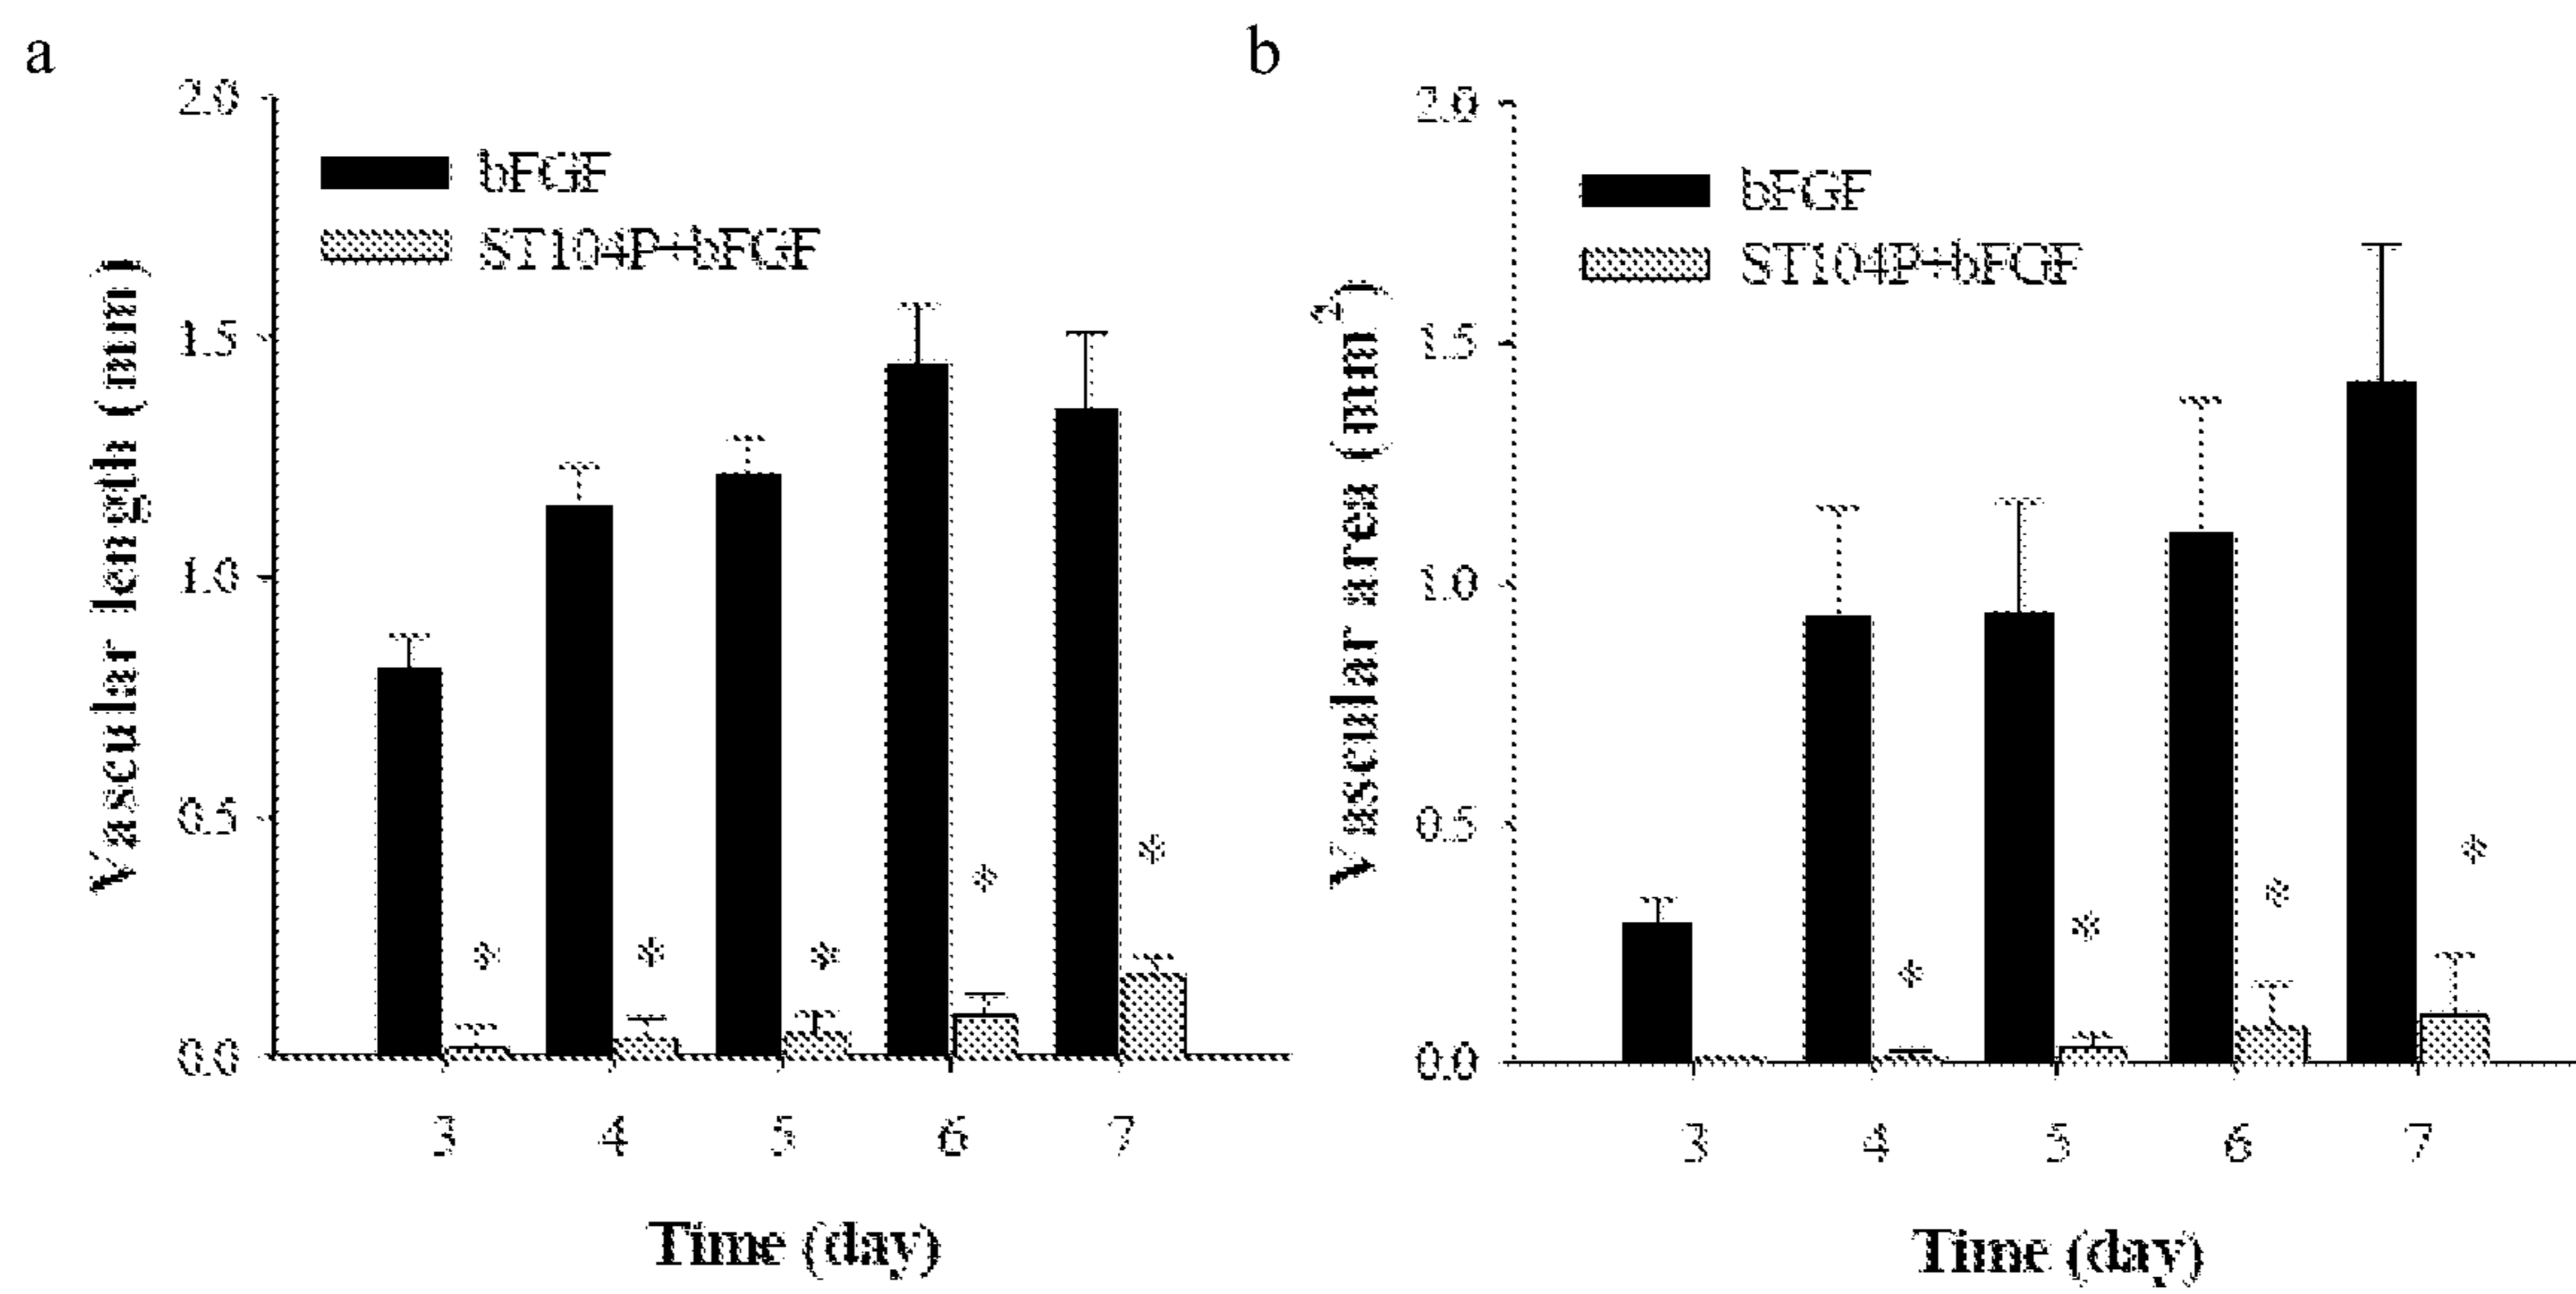 a
2.0
bFGF
ST104P+bFGF
1.5
1.0
0.5
0.0
Vascular length (mm)
*
*
*
*
*
3 4 5 6 7
Time (day)
b
2.0
bFGF
ST104P+bFGF
1.5
1.0
0.5
0.0
Vascular area (mm²)
*
*
*
*
3 4 5 6 7
Time (day)